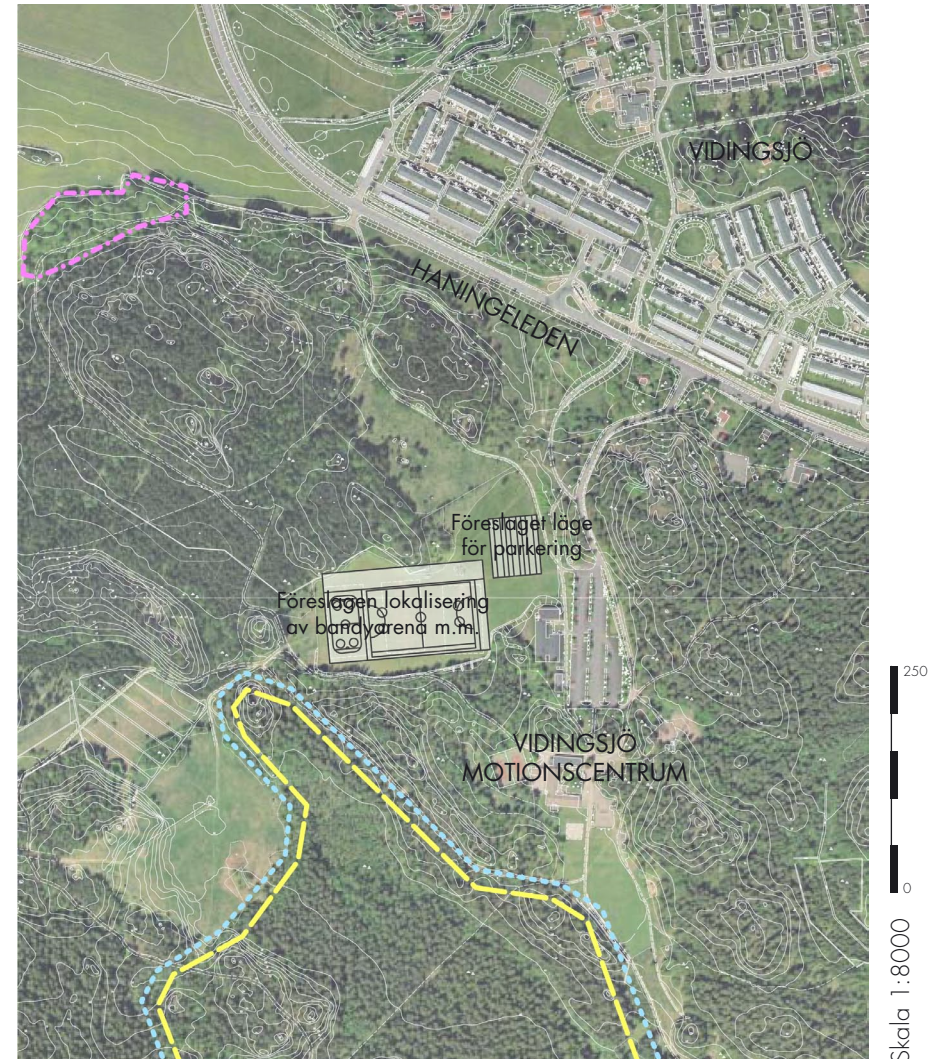 VIDINGSJÖ
HANINGELEDEN
Föreslaget läge
för parkering
Föreslagen lokalisering
av bandyarena m.m.
VIDINGSJÖ
MOTIONSCENTRUM
250
0
Skala 1:8000